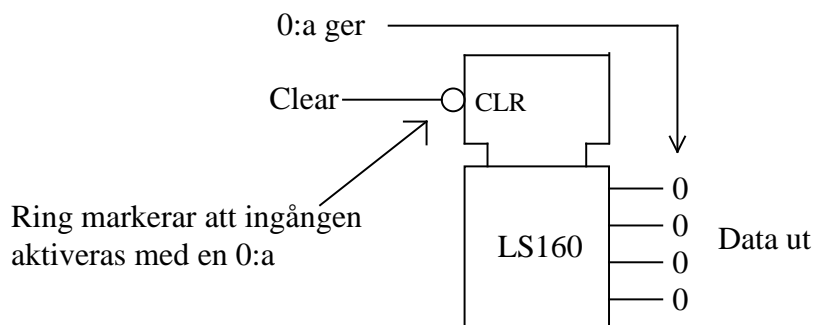 0:a ger
Clear
CLR
Ring markerar att ingången
aktiveras med en 0:a
LS160
0
0
0
0
Data ut